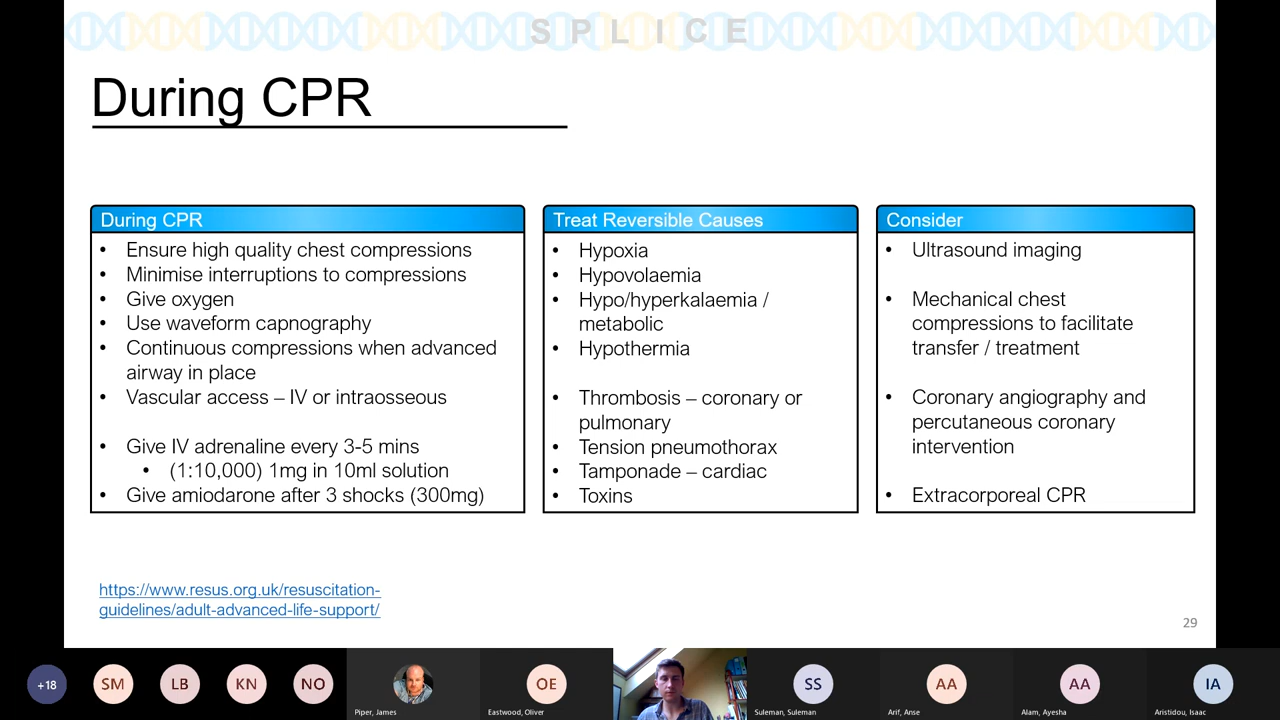 SPLICE
During CPR
During CPR
• Ensure high quality chest compressions
• Minimise interruptions to compressions
• Give oxygen
• Use waveform capnography
• Continuous compressions when advanced
airway in place
• Vascular access – IV or intraosseous
• Give IV adrenaline every 3-5 mins
• (1:10,000) 1mg in 10ml solution
• Give amiodarone after 3 shocks (300mg)
Treat Reversible Causes
• Hypoxia
• Hypovolaemia
• Hypo/hyperkalaemia /
metabolic
• Hypothermia
• Thrombosis – coronary or
pulmonary
• Tension pneumothorax
• Tamponade – cardiac
• Toxins
Consider
• Ultrasound imaging
• Mechanical chest
compressions to facilitate
transfer / treatment
• Coronary angiography and
percutaneous coronary
intervention
• Extracorporeal CPR
https://www.resus.org.uk/resuscitation-
guidelines/adult-advanced-life-support/
29
+18
SM
LB
KN
NO
Piper, James
OE
Eastwood, Oliver
SS
Suleman, Suleman
AA
Arif, Anse
AA
Alam, Ayesha
IA
Aristidou, Isaac